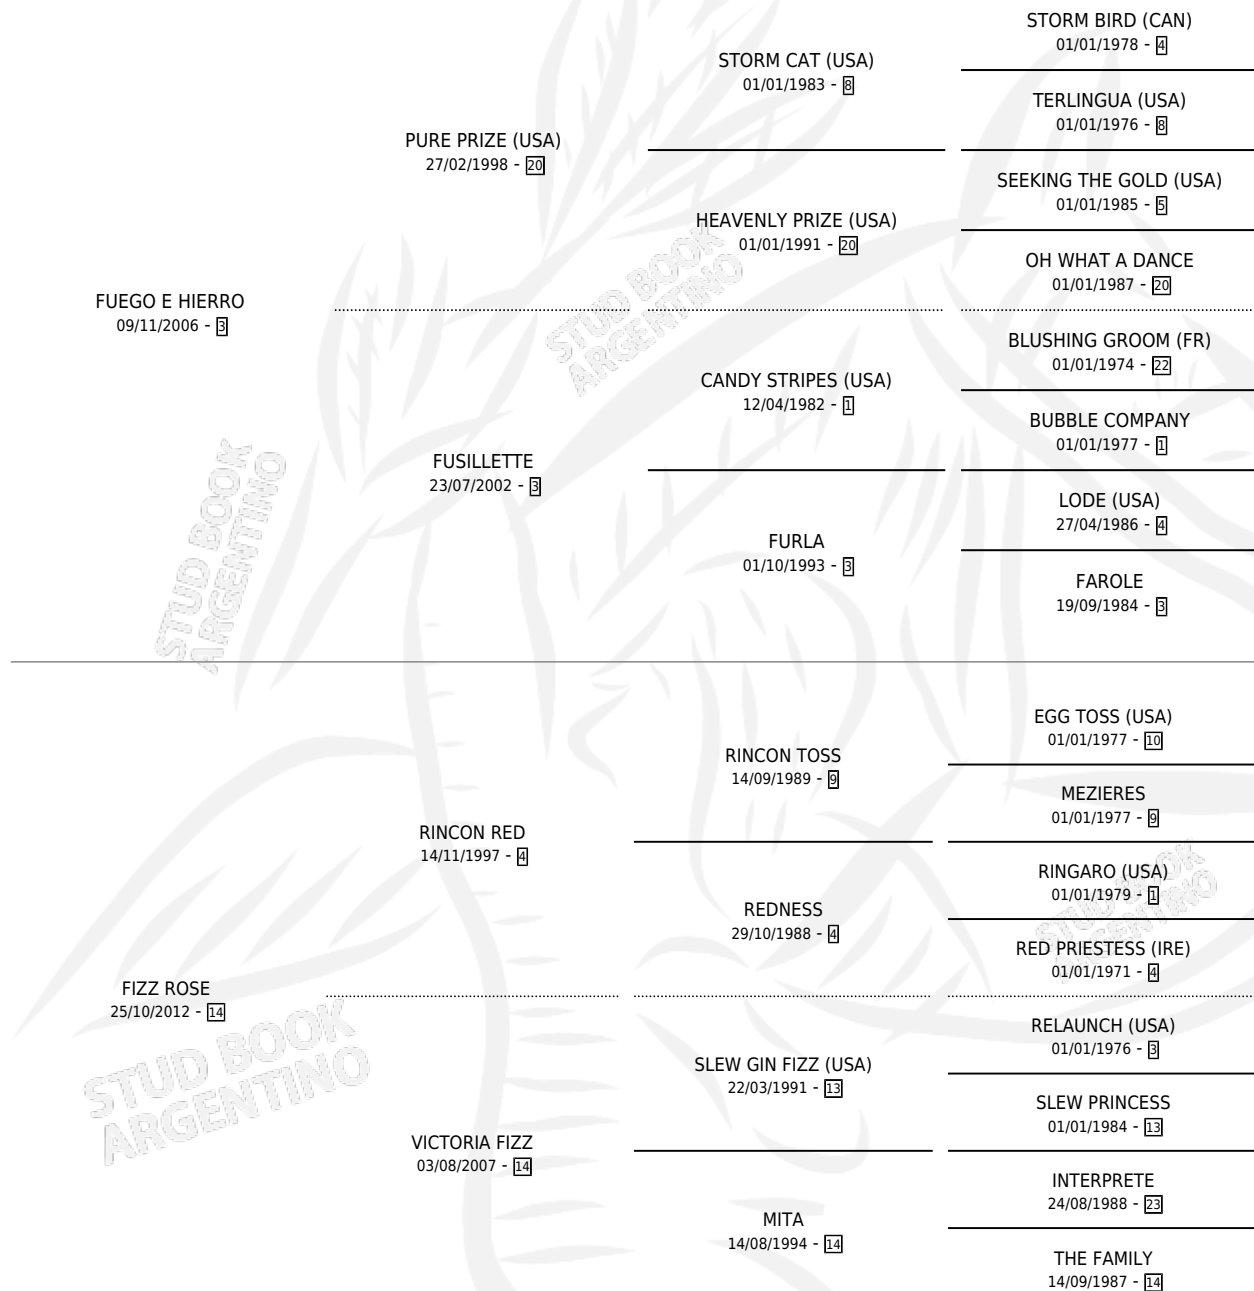 STORM BIRD (CAN)
01/01/1978 - 4
STORM CAT (USA)
01/01/1983 - 8
TERLINGUA (USA)
01/01/1976 - 8
PURE PRIZE (USA)
27/02/1998 - 20
SEEKING THE GOLD (USA)
01/01/1985 - 5
HEAVENLY PRIZE (USA)
01/01/1991 - 20
OH WHAT A DANCE
01/01/1987 - 20
FUEGO E HIERRO
09/11/2006 - 3
BLUSHING GROOM (FR)
01/01/1974 - 22
CANDY STRIPES (USA)
12/04/1982 - 1
BUBBLE COMPANY
01/01/1977 - 1
FUSILLETTE
23/07/2002 - 3
LODE (USA)
27/04/1986 - 4
FURLA
01/10/1993 - 3
FAROLE
19/09/1984 - 3
EGG TOSS (USA)
01/01/1977 - 10
RINCON TOSS
14/09/1989 - 9
MEZIERES
01/01/1977 - 9
RINCON RED
14/11/1997 - 4
RINGARO (USA)
01/01/1979 - 1
REDNESS
29/10/1988 - 4
RED PRIESTESS (IRE)
01/01/1971 - 4
FIZZ ROSE
25/10/2012 - 14
RELAUNCH (USA)
01/01/1976 - 3
SLEW GIN FIZZ (USA)
22/03/1991 - 13
SLEW PRINCESS
01/01/1984 - 13
VICTORIA FIZZ
03/08/2007 - 14
INTERPRETE
24/08/1988 - 23
MITA
14/08/1994 - 14
THE FAMILY
14/09/1987 - 14
STUD BOOK
ARGENTINO
STUD BOOK
ARGENTINO
STUD BOOK
ARGENTINO
STUD BOOK
ARGENTINO